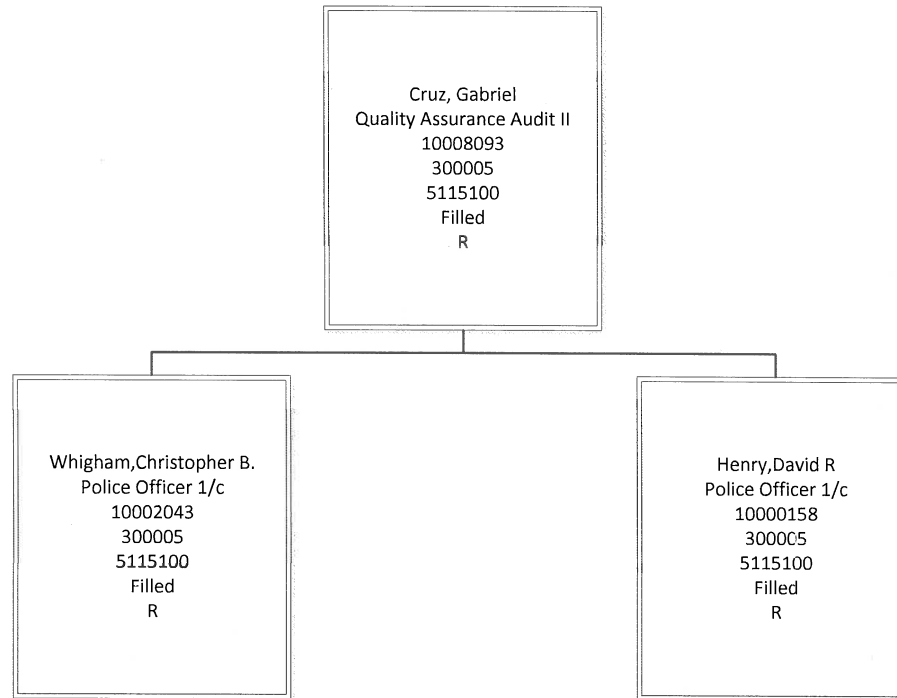 Cruz, Gabriel
Quality Assurance Audit II
10008093
300005
5115100
Filled
R
Whigham,Christopher B.
Police Officer 1/c
10002043
300005
5115100
Filled
R
Henry,David R
Police Officer 1/c
10000158
300005
5115100
Filled
R